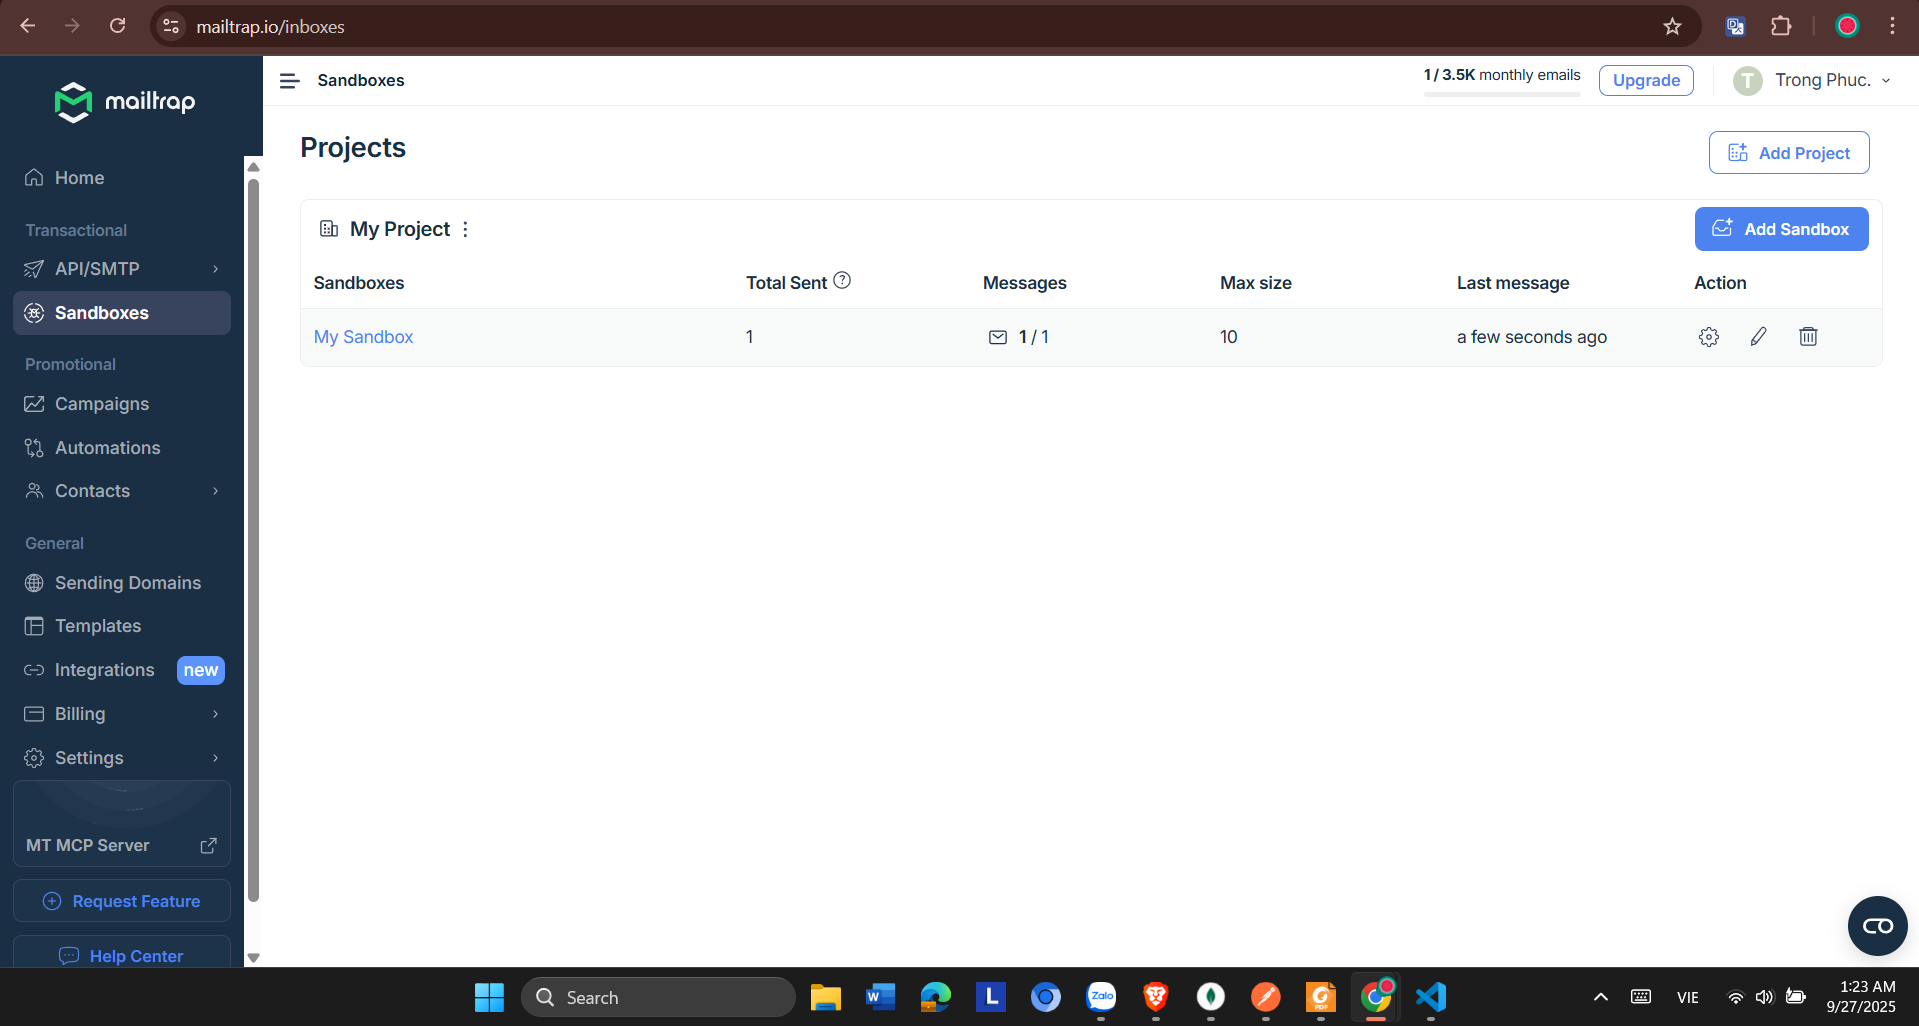 mailtrap.io/inboxes
mailtrap
Sandboxes
1 / 3.5K monthly emails
Upgrade
T
Trong Phuc.
Home
Transactional
API/SMTP
Sandboxes
Promotional
Campaigns
Automations
Contacts
General
Sending Domains
Templates
Integrations new
Billing
Settings
MT MCP Server
Request Feature
Help Center
Projects
Add Project
My Project
Add Sandbox
Sandboxes Total Sent ? Messages Max size Last message Action
My Sandbox 1 1 / 1 10 a few seconds ago
Search
W
L
Zalo
PDF
VIE
1:23 AM
9/27/2025